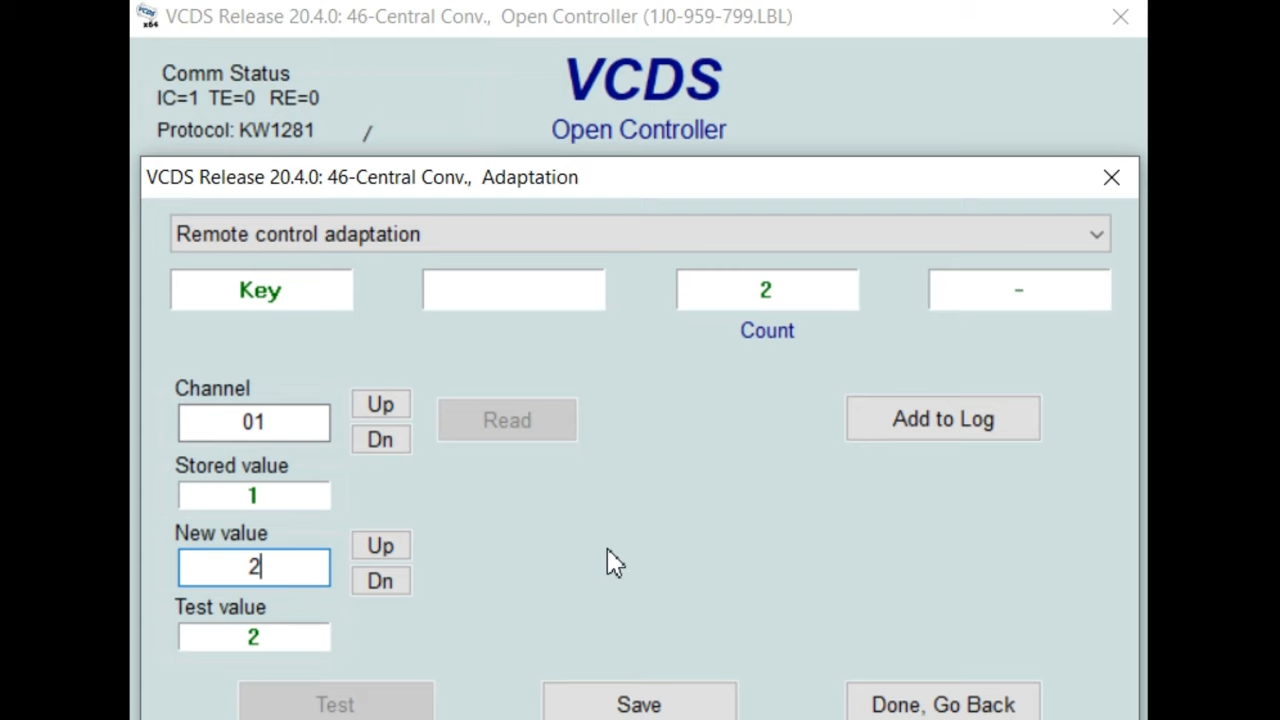 VCDS
x64
VCDS Release 20.4.0: 46-Central Conv.,  Open Controller (1J0-959-799.LBL)
Comm Status
IC=1  TE=0  RE=0
Protocol: KW1281 /
VCDS
Open Controller
VCDS Release 20.4.0: 46-Central Conv.,  Adaptation
Remote control adaptation
Key 2 -
Count
Channel
01 Up Read Add to Log
Dn
Stored value
1
New value
2 Up
Dn
Test value
2
Test Save Done, Go Back